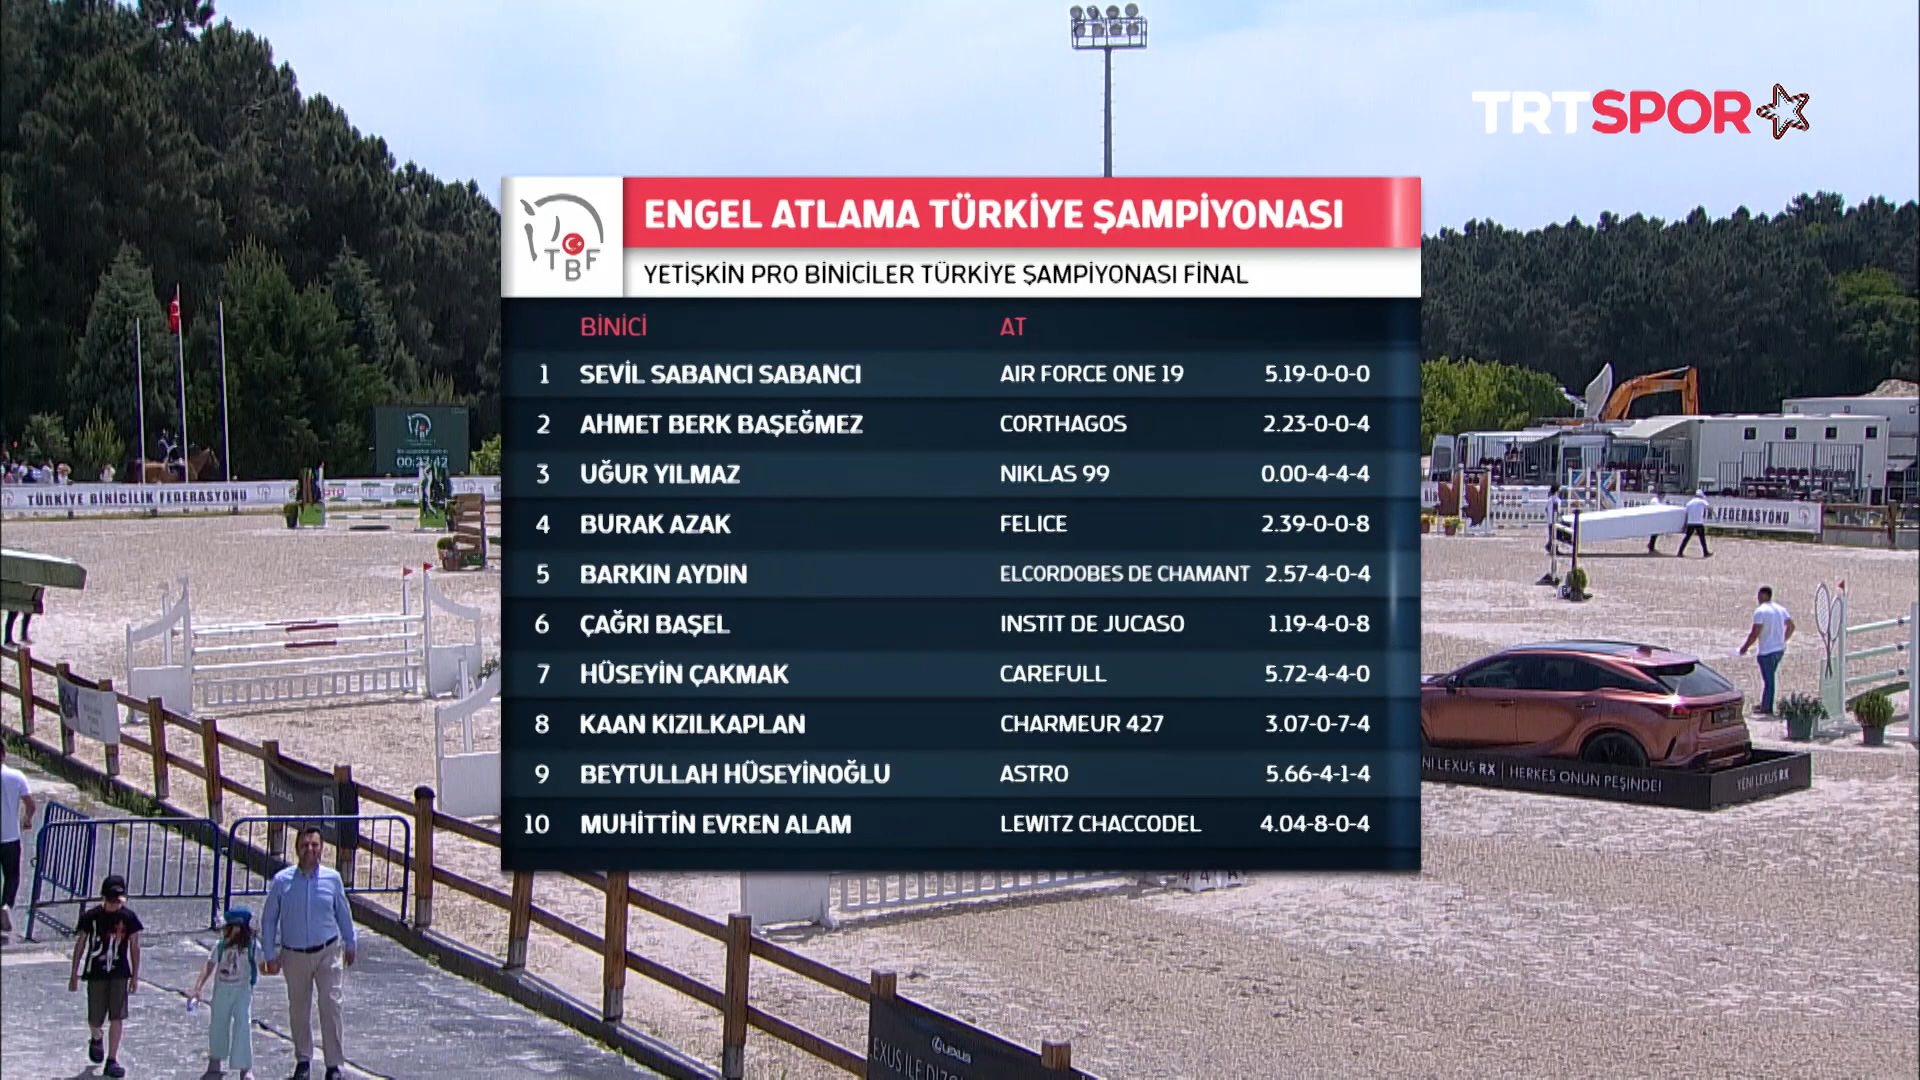 TRTSPOR
ENGEL ATLAMA TÜRKİYE ŞAMPİYONASI
TBF
YETİŞKİN PRO BİNİCİLER TÜRKİYE ŞAMPİYONASI FİNAL
BİNİCİ AT
1 SEVİL SABANCI SABANCI AIR FORCE ONE 19 5.19-0-0-0
2 AHMET BERK BAŞEĞMEZ CORTHAGOS 2.23-0-0-4
3 UĞUR YILMAZ NIKLAS 99 0.00-4-4-4
4 BURAK AZAK FELICE 2.39-0-0-8
5 BARKIN AYDIN ELCORDOBES DE CHAMANT 2.57-4-0-4
6 ÇAĞRI BAŞEL INSTIT DE JUCASO 1.19-4-0-8
7 HÜSEYİN ÇAKMAK CAREFULL 5.72-4-4-0
8 KAAN KIZILKAPLAN CHARMEUR 427 3.07-0-7-4
9 BEYTULLAH HÜSEYİNOĞLU ASTRO 5.66-4-1-4
10 MUHİTTİN EVREN ALAM LEWITZ CHACCODEL 4.04-8-0-4
TÜRKİYE BİNİCİLİK FEDERASYONU
FEDERASYONU
LEXUS RX | HERKES ONUN PEŞİNDE!
YENİ LEXUS RX
LEXUS